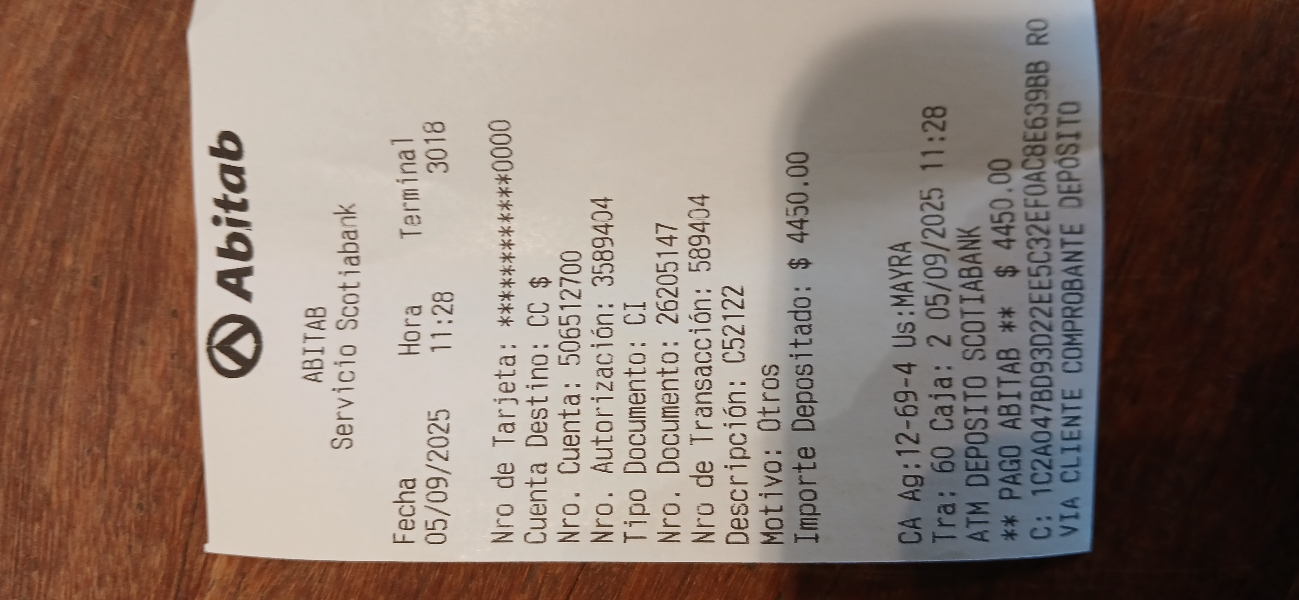 Abitab
ABITAB
Servicio Scotiabank
Fecha Hora Terminal
05/09/2025 11:28 3018
Nro de Tarjeta: ************0000
Cuenta Destino: CC $
Nro. Cuenta: 506512700
Nro. Autorización: 3589404
Tipo Documento: CI
Nro. Documento: 26205147
Nro de Transacción: 589404
Descripción: C52122
Motivo: Otros
Importe Depositado: $ 4450.00
CA Ag:12-69-4 Us:MAYRA
Tra: 60 Caja: 2 05/09/2025 11:28
ATM DEPOSITO SCOTIABANK
** PAGO ABITAB ** $ 4450.00
C: 1C2A047BD93D22EE5C32EF0AC8E639BB RO
VIA CLIENTE COMPROBANTE DEPÓSITO